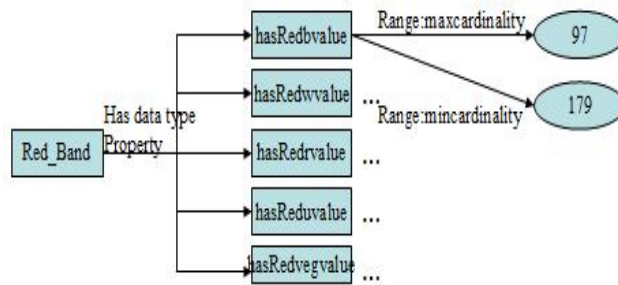 hasRedbvalue
Range:maxcardinality
97
hasRedwvalue
...
Range:mincardinality
179
Has data type
Property
Red_Band
hasRedrvalue
...
hasReduvalue
...
hasRedvegvalue
...